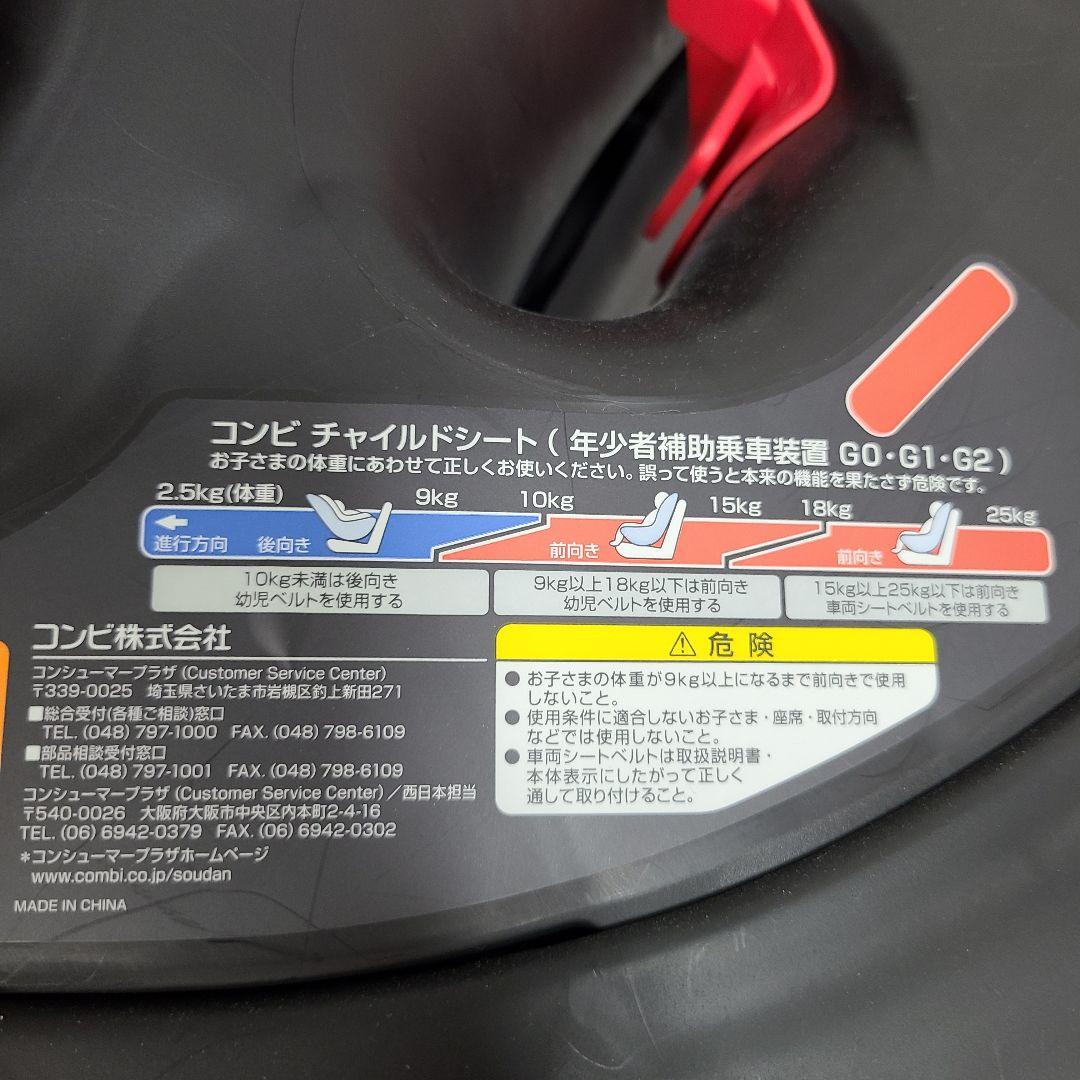 コンビ チャイルドシート ( 年少者補助乗車装置 G0・G1・G2 )
お子さまの体重にあわせて正しくお使いください。誤って使うと本来の機能を果たさず危険です。
2.5kg(体重) 9kg 10kg 15kg 18kg 25kg
進行方向 後向き 前向き 前向き
10kg未満は後向き
幼児ベルトを使用する
9kg以上18kg以下は前向き
幼児ベルトを使用する
15kg以上25kg以下は前向き
車両シートベルトを使用する
コンビ株式会社
コンシューマープラザ (Customer Service Center)
〒339-0025 埼玉県さいたま市岩槻区釣上新田271
■総合受付(各種ご相談)窓口
TEL. (048) 797-1000 FAX. (048) 798-6109
■部品相談受付窓口
TEL. (048) 797-1001 FAX. (048) 798-6109
コンシューマープラザ (Customer Service Center) / 西日本担当
〒540-0026 大阪府大阪市中央区内本町2-4-16
TEL. (06) 6942-0379 FAX. (06) 6942-0302
*コンシューマープラザホームページ
www.combi.co.jp/soudan
MADE IN CHINA
⚠ 危険
● お子さまの体重が9kg以上になるまで前向きで使用
しないこと。
● 使用条件に適合しないお子さま・座席・取付方向
などでは使用しないこと。
● 車両シートベルトは取扱説明書・
本体表示にしたがって正しく
通して取り付けること。